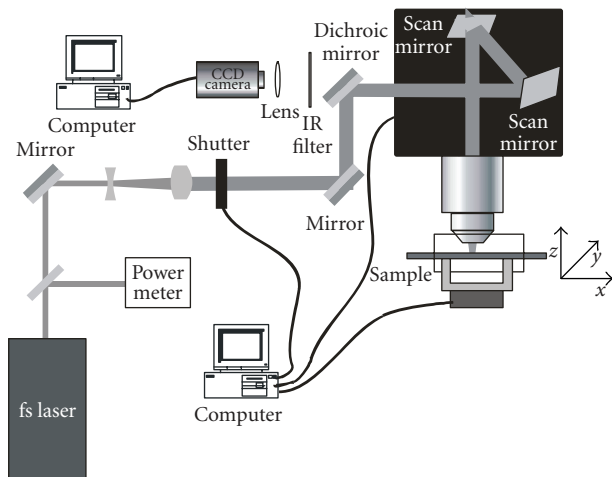 Dichroic
mirror
Scan
mirror
CCD
camera
Lens
IR
filter
Scan
mirror
Computer
Shutter
Mirror
Mirror
Power
meter
Sample
z
y
x
fs laser
Computer